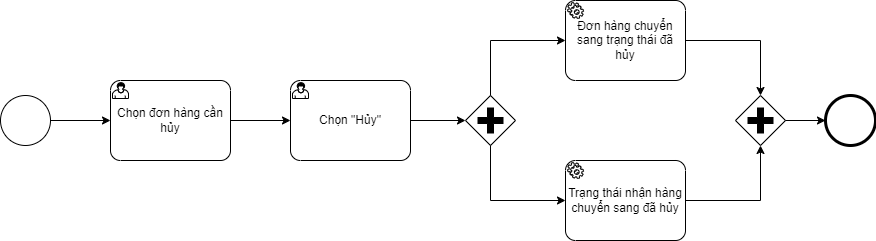 Chọn đơn hàng cần
hủy
Chọn "Hủy"
Đơn hàng chuyển
sang trạng thái đã
hủy
Trạng thái nhận hàng
chuyển sang đã hủy